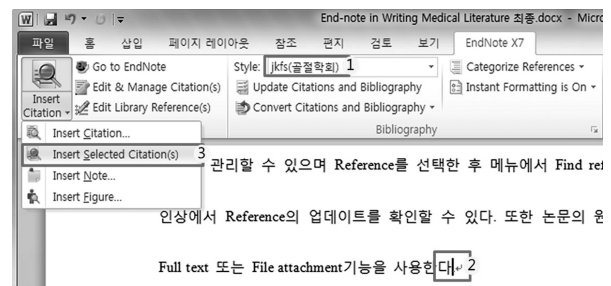 End-note in Writing Medical Literature 최종.docx - Micro
파일 홈 삽입 페이지 레이아웃 참조 편지 검토 보기 EndNote X7
Go to EndNote Style: jkfs(골절학회) 1 Categorize References
Edit & Manage Citation(s) Update Citations and Bibliography Instant Formatting is On
Insert Citation Edit Library Reference(s) Convert Citations and Bibliography
Bibliography
Insert Citation...
Insert Selected Citation(s) 3
관리할 수 있으며 Reference를 선택한 후 메뉴에서 Find ref
Insert Note...
Insert Figure...
인상에서 Reference의 업데이트를 확인할 수 있다. 또한 논문의 원
Full text 또는 File attachment기능을 사용한다 2